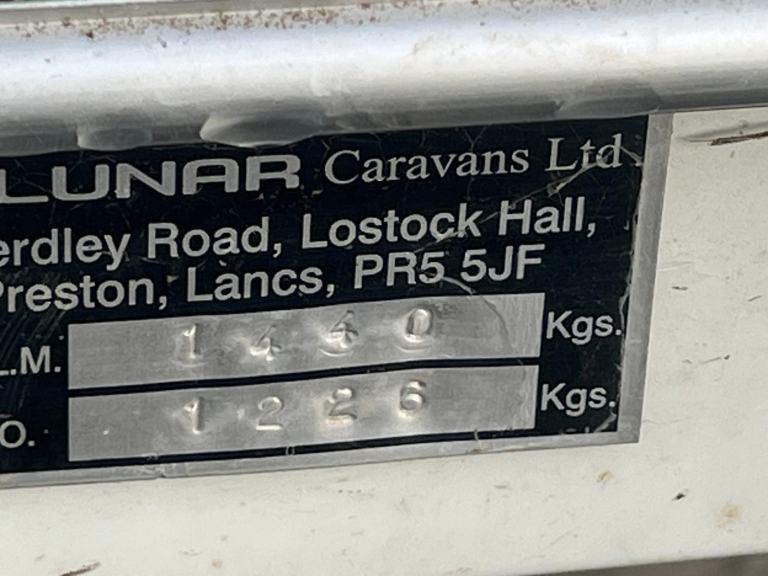 LUNAR Caravans Ltd.
erdley Road, Lostock Hall,
Preston, Lancs, PR5 5JF
.L.M. 1440 Kgs.
O. 1226 Kgs.